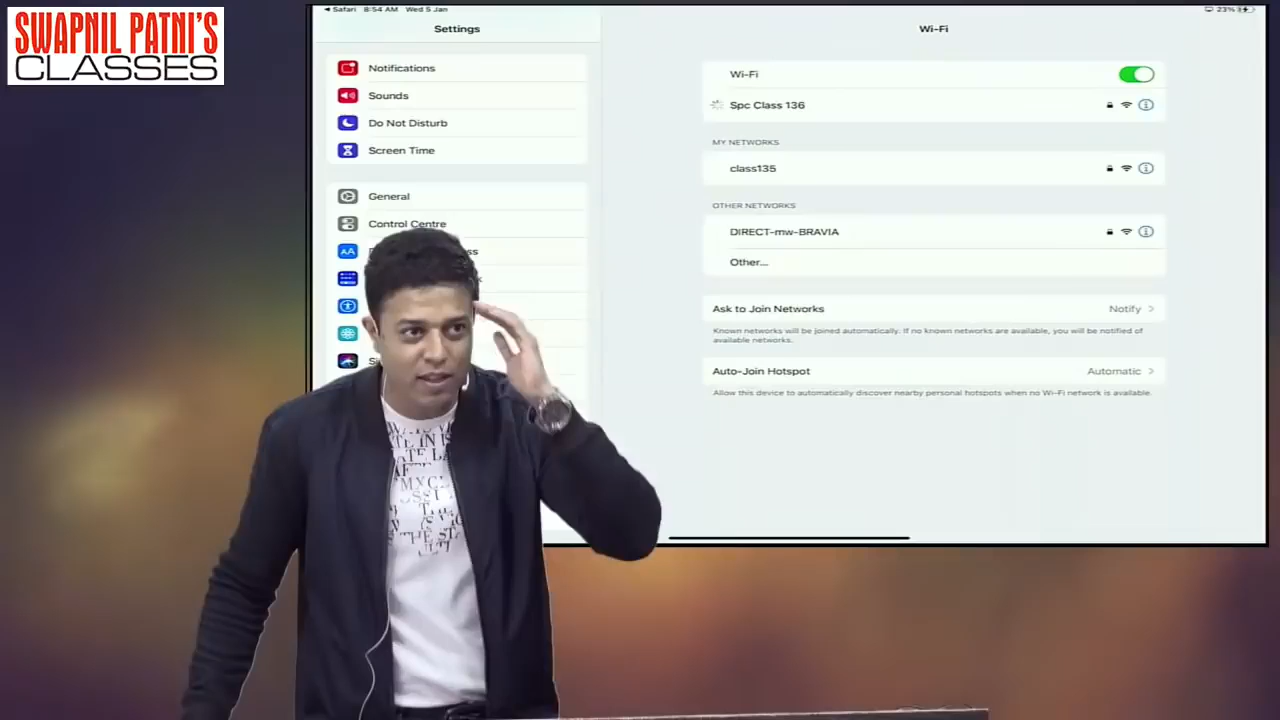 SWAPNIL PATNI'S
CLASSES
Safari 8:54 AM Wed 5 Jan
23%
Settings
Wi-Fi
Notifications
Sounds
Do Not Disturb
Screen Time
General
Control Centre
AA
Wi-Fi
Spc Class 136
MY NETWORKS
class135
OTHER NETWORKS
DIRECT-mw-BRAVIA
Other...
Ask to Join Networks Notify
Known networks will be joined automatically. If no known networks are available, you will be notified of
available networks.
Auto-Join Hotspot Automatic
Allow this device to automatically discover nearby personal hotspots when no Wi-Fi network is available.